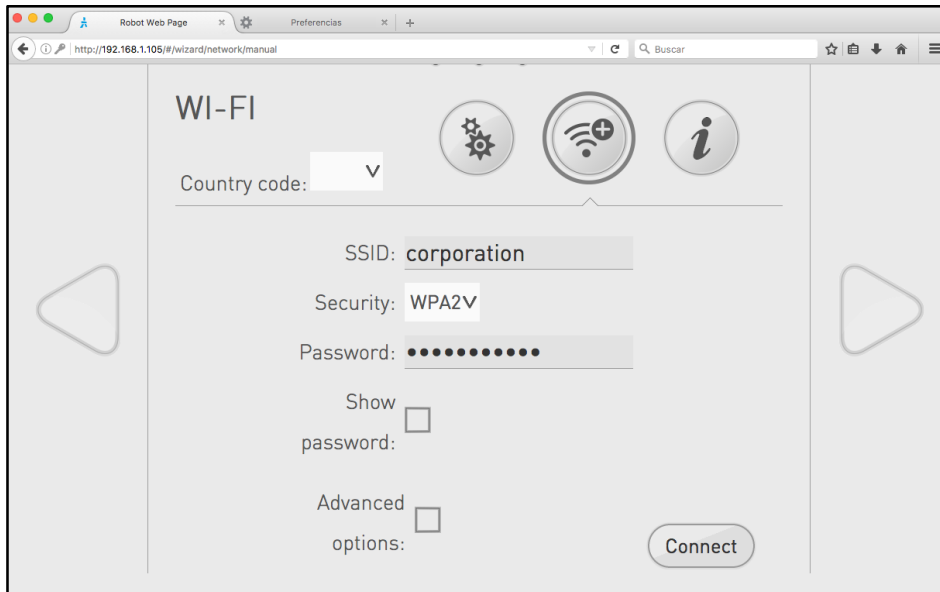 Robot Web Page
Preferencias
http://192.168.1.105/#/wizard/network/manual
Buscar
WI-FI
Country code:
SSID: corporation
Security: WPA2
Password: •••••••••••
Show
password:
Advanced
options:
Connect